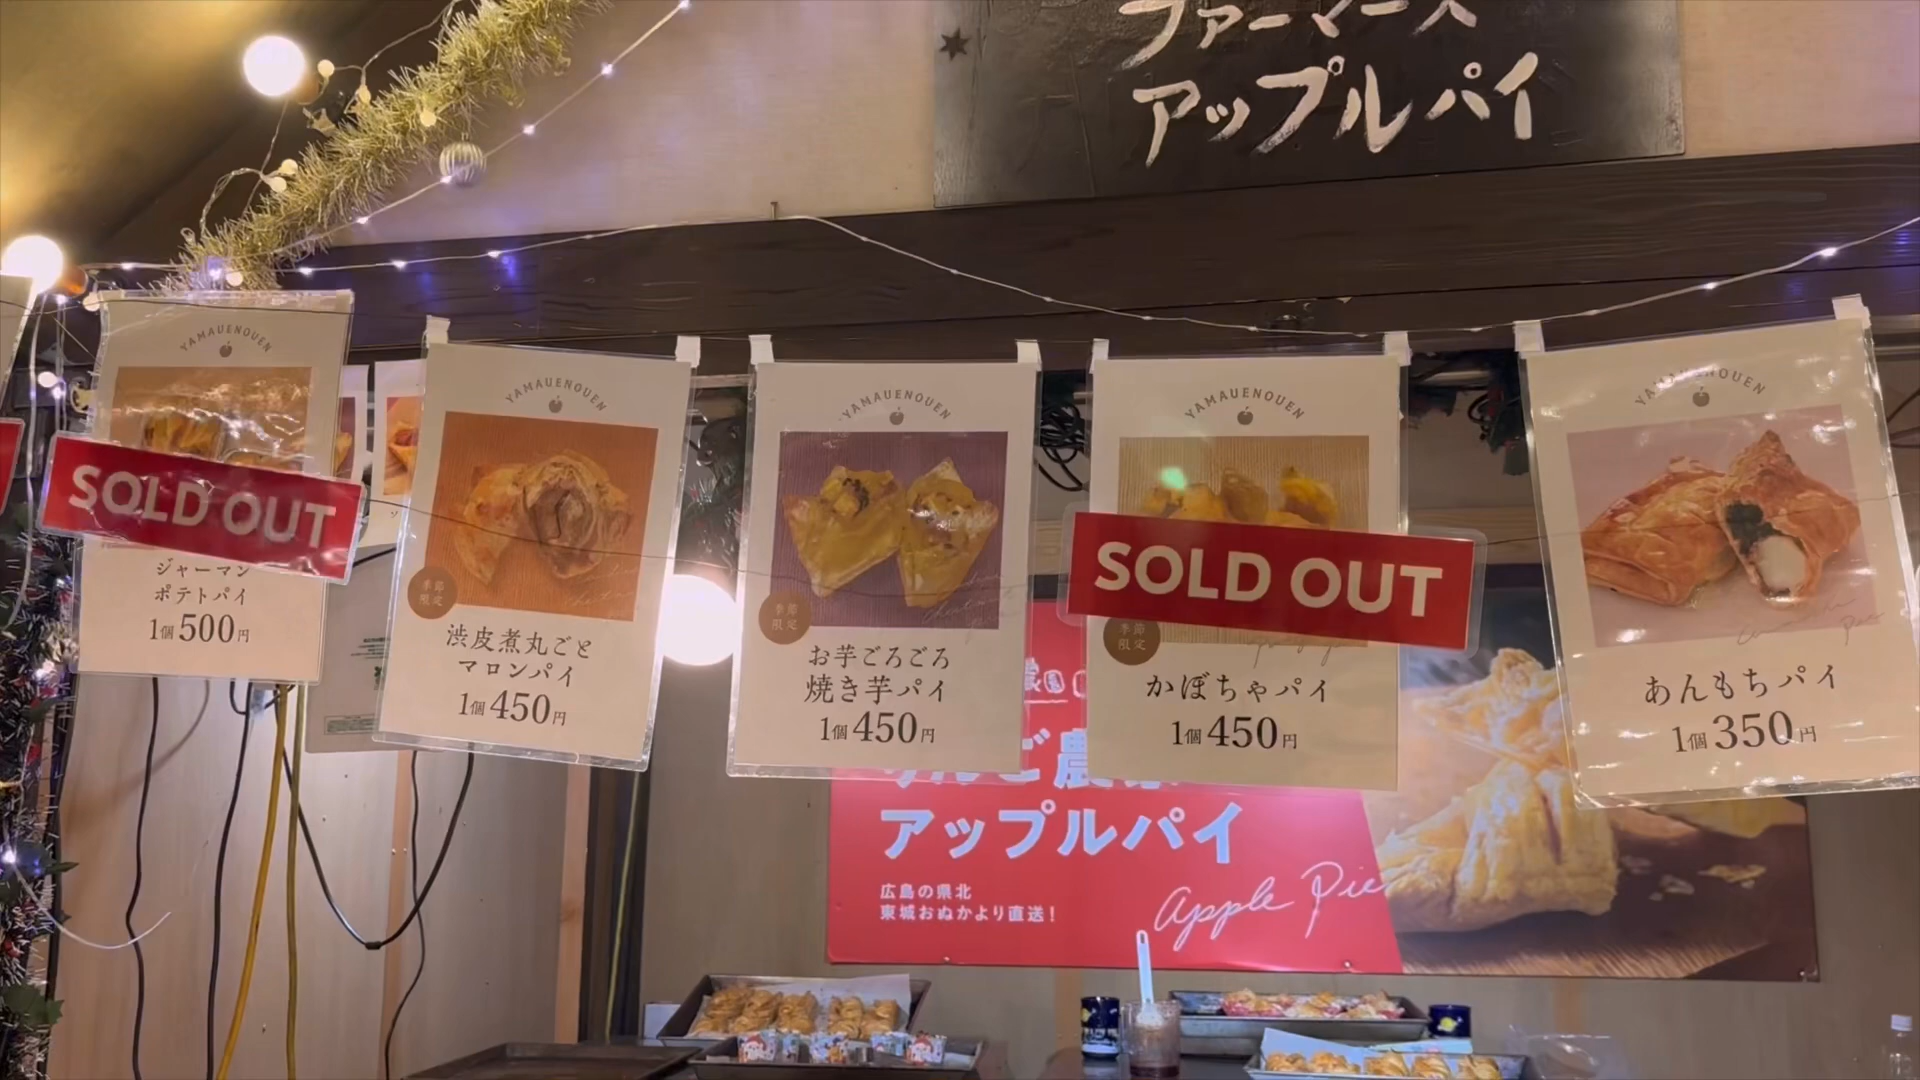 ファーマーズ
アップルパイ
YAMAUENOUEN
SOLD OUT
ジャーマン
ポテトパイ
1個500円
YAMAUENOUEN
季節
限定
渋皮煮丸ごと
マロンパイ
1個450円
YAMAUENOUEN
季節
限定
お芋ごろごろ
焼き芋パイ
1個450円
YAMAUENOUEN
SOLD OUT
季節
限定
かぼちゃパイ
1個450円
YAMAUENOUEN
あんもちパイ
1個350円
アップルパイ
広島の県北
東城おぬかより直送!
Apple Pie